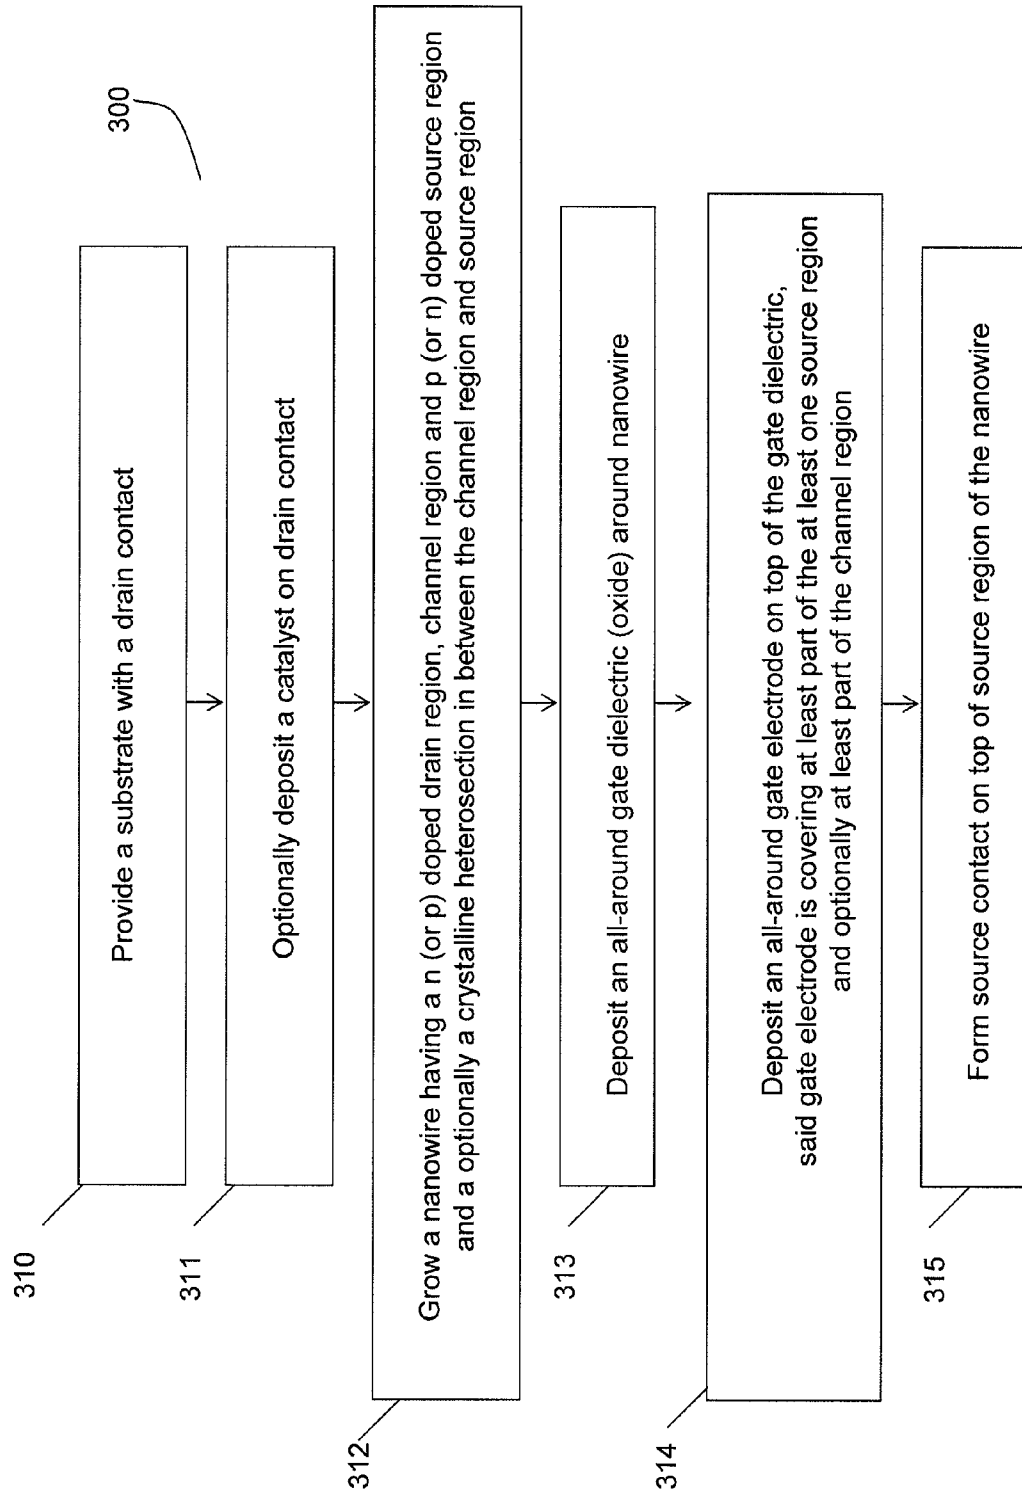 300
310
Provide a substrate with a drain contact
311
Optionally deposit a catalyst on drain contact
312
Grow a nanowire having a n (or p) doped drain region, channel region and p (or n) doped source region
and a optionally a crystalline heterosection in between the channel region and source region
313
Deposit an all-around gate dielectric (oxide) around nanowire
314
Deposit an all-around gate electrode on top of the gate dielectric,
said gate electrode is covering at least part of the at least one source region
and optionally at least part of the channel region
315
Form source contact on top of source region of the nanowire